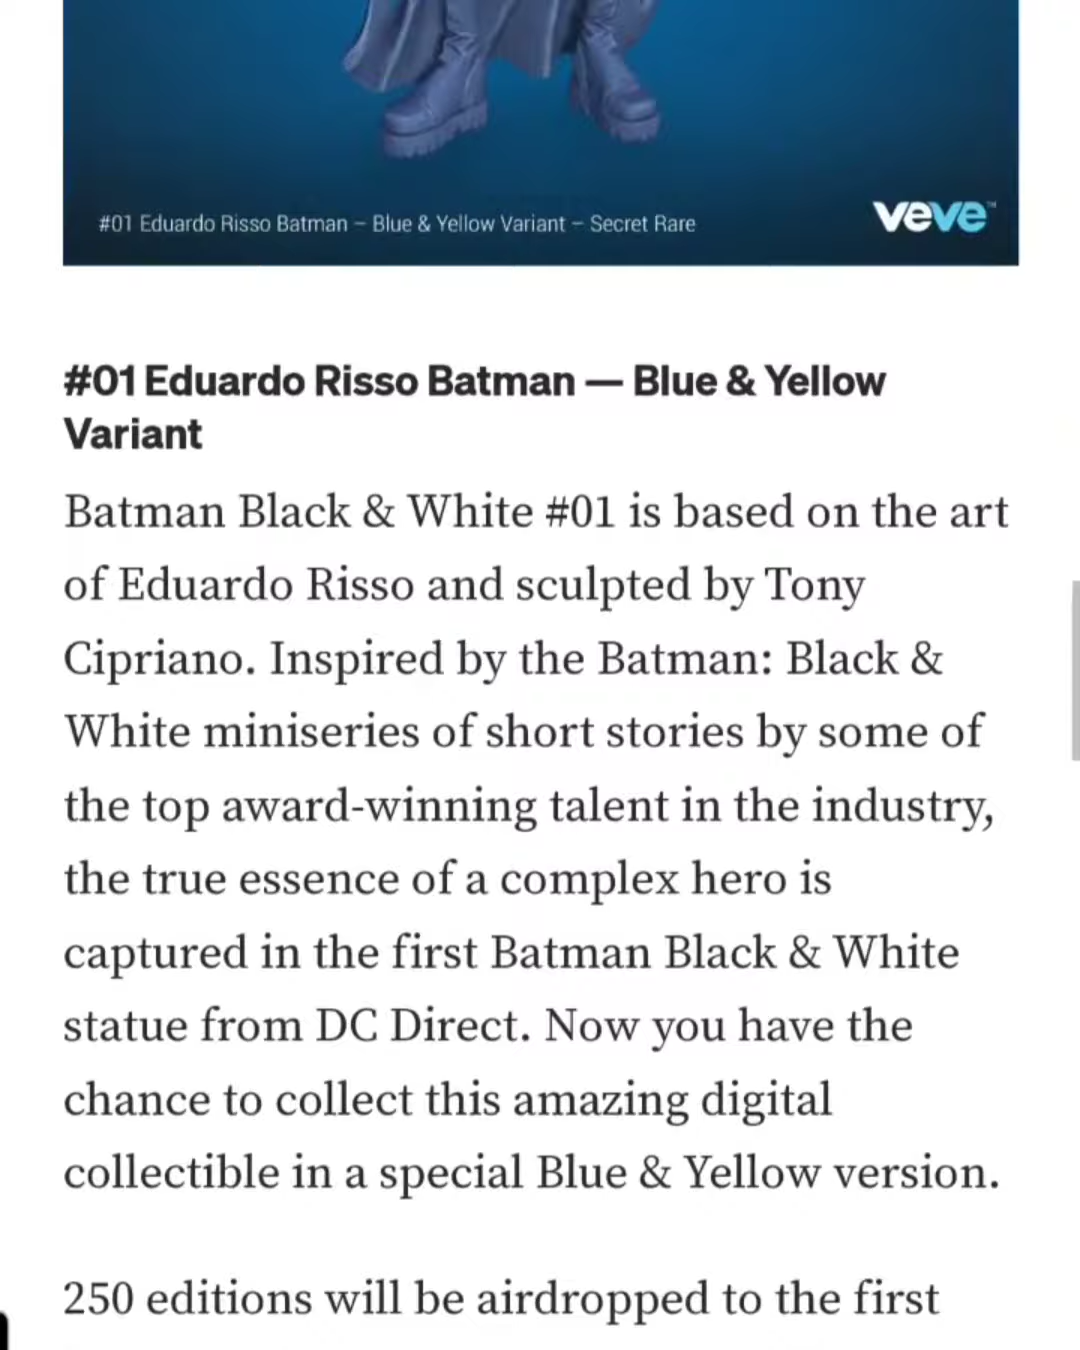 #01 Eduardo Risso Batman – Blue & Yellow Variant – Secret Rare
veve™
#01 Eduardo Risso Batman — Blue & Yellow
Variant
Batman Black & White #01 is based on the art
of Eduardo Risso and sculpted by Tony
Cipriano. Inspired by the Batman: Black &
White miniseries of short stories by some of
the top award-winning talent in the industry,
the true essence of a complex hero is
captured in the first Batman Black & White
statue from DC Direct. Now you have the
chance to collect this amazing digital
collectible in a special Blue & Yellow version.
250 editions will be airdropped to the first